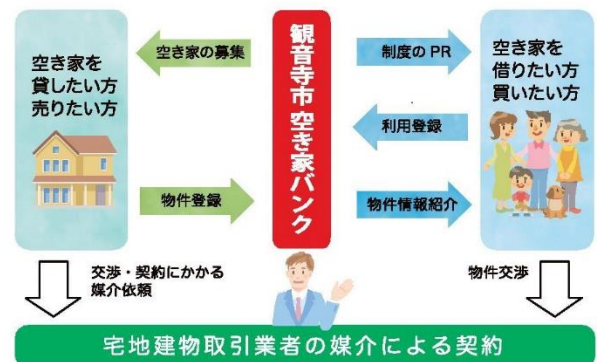 空き家を
貸したい方
売りたい方
空き家の募集
物件登録
観音寺市 空き家バンク
制度の PR
利用登録
物件情報紹介
空き家を
借りたい方
買いたい方
交渉・契約にかかる
媒介依頼
物件交渉
宅地建物取引業者の媒介による契約